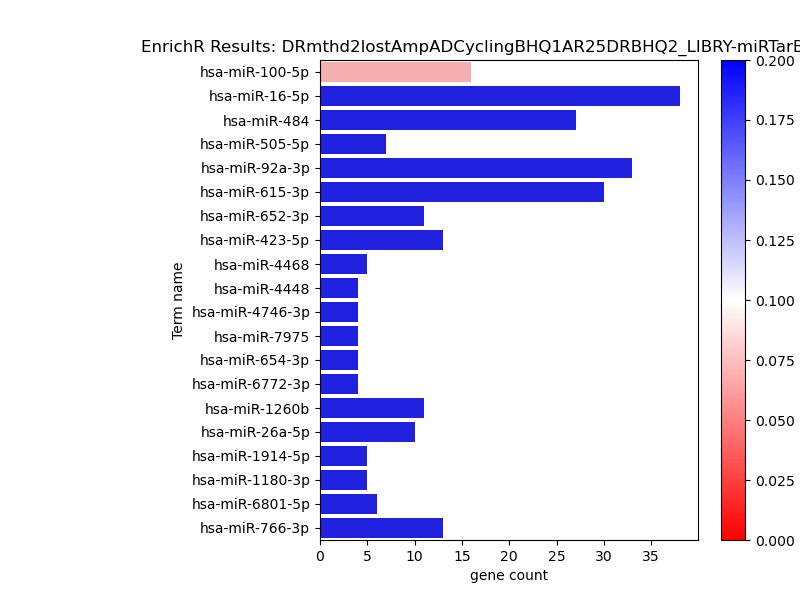 EnrichR Results: DRmthd2lostAmpADCyclingBHQ1AR25DRBHQ2_LIBRY-miRTarB
hsa-miR-100-5p
hsa-miR-16-5p
hsa-miR-484
hsa-miR-505-5p
hsa-miR-92a-3p
hsa-miR-615-3p
hsa-miR-652-3p
hsa-miR-423-5p
hsa-miR-4468
hsa-miR-4448
hsa-miR-4746-3p
hsa-miR-7975
hsa-miR-654-3p
hsa-miR-6772-3p
hsa-miR-1260b
hsa-miR-26a-5p
hsa-miR-1914-5p
hsa-miR-1180-3p
hsa-miR-6801-5p
hsa-miR-766-3p
Term name
0 5 10 15 20 25 30 35
gene count
0.200
0.175
0.150
0.125
0.100
0.075
0.050
0.025
0.000